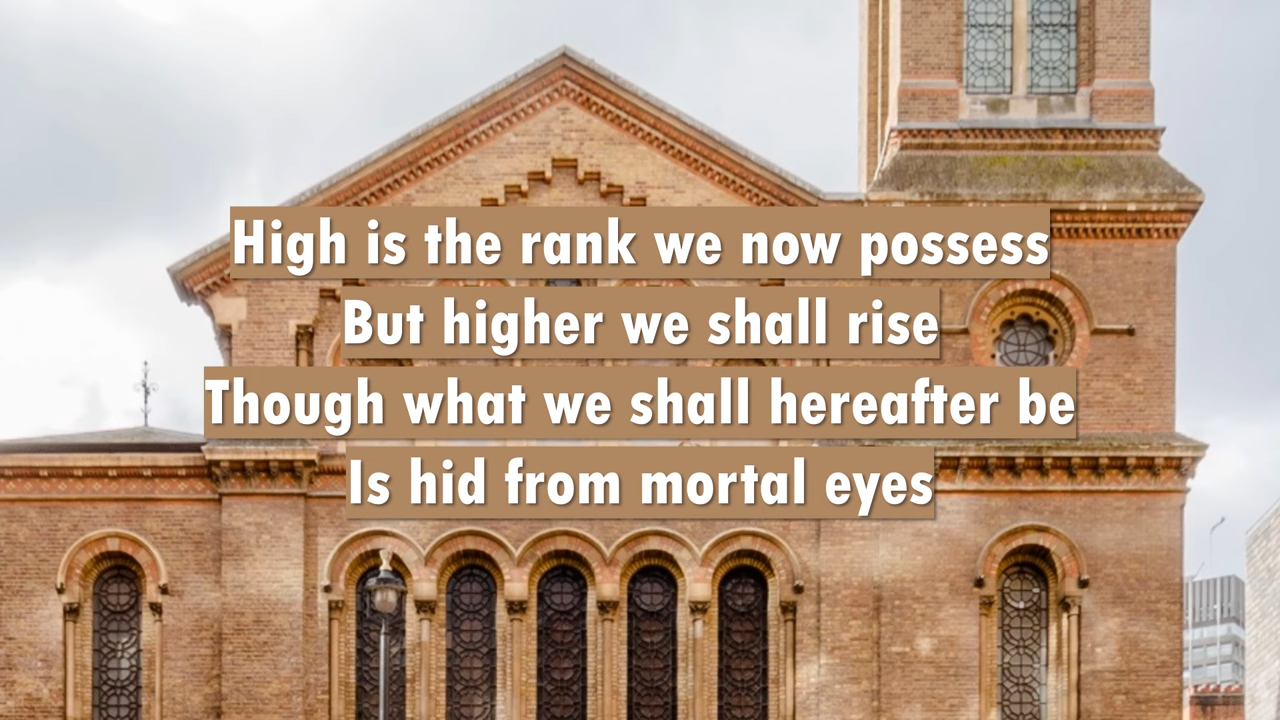 High is the rank we now possess
But higher we shall rise
Though what we shall hereafter be
Is hid from mortal eyes